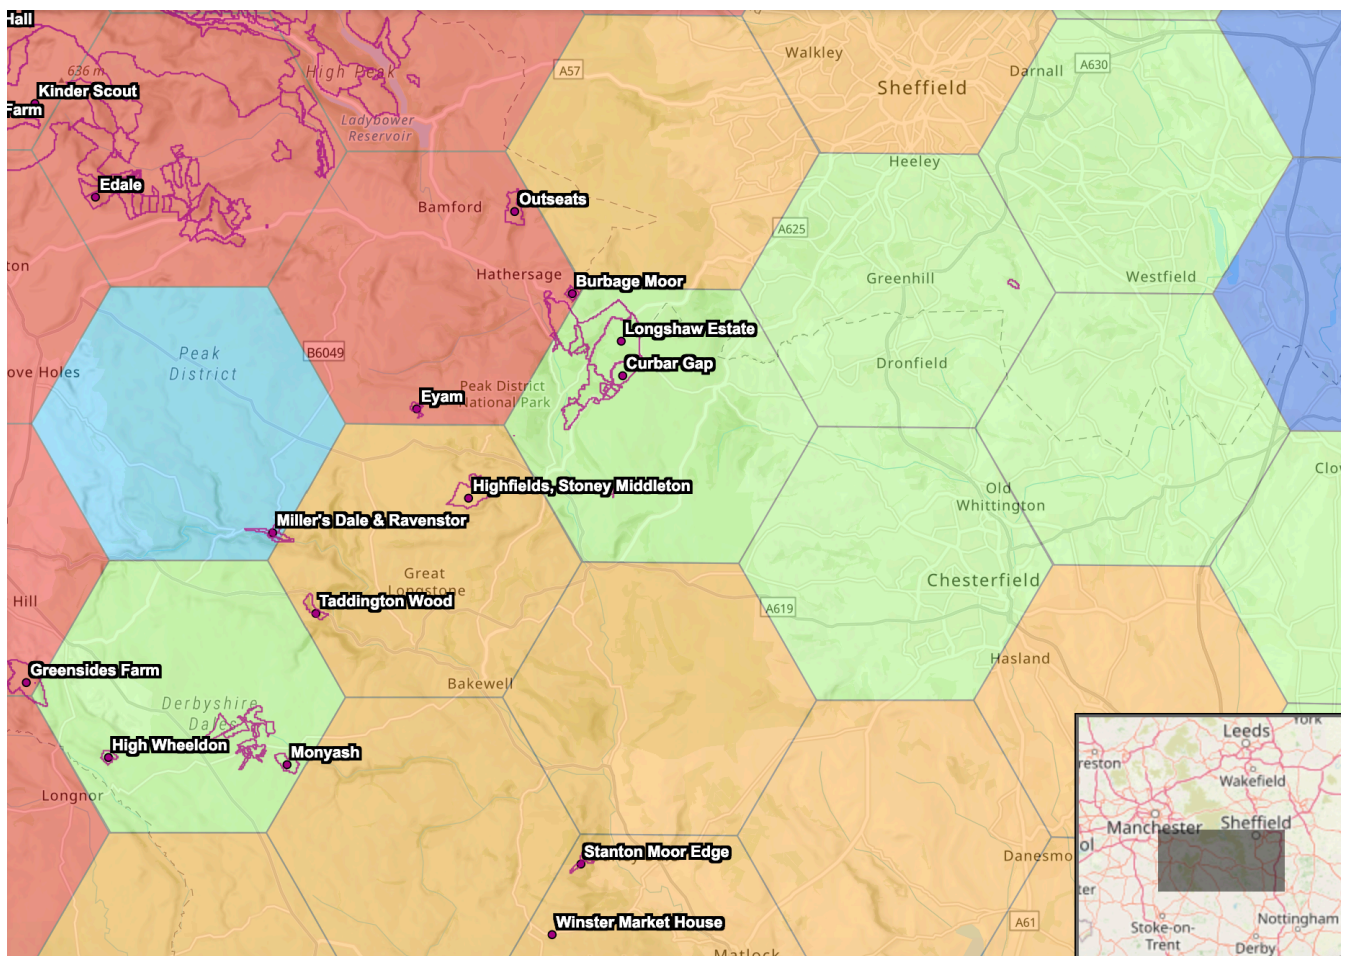 Hall
Walkley
A57
Sheffield
Darnall
A630
636 m
High Peak
Kinder Scout
Farm
Ladybower
Reservoir
Heeley
Edale
Outseats
Bamford
A625
ton
Hathersage
Burbage Moor
Greenhill
Westfield
Longshaw Estate
Peak
District
B6049
ove Holes
Curbar Gap
Dronfield
Eyam
Peak District
National Park
Highfields, Stoney Middleton
Clo
Old
Whittington
Miller's Dale & Ravenstor
Great
Longstone
Chesterfield
Hill
Taddington Wood
A619
Hasland
Greensides Farm
Bakewell
Derbyshire
Dales
High Wheeldon
Monyash
Longnor
Stanton Moor Edge
Danesmo
Winster Market House
A61
Matlock
York
Leeds
reston
Wakefield
Manchester
Sheffield
ol
ter
Stoke-on-
Trent
Nottingham
Derby